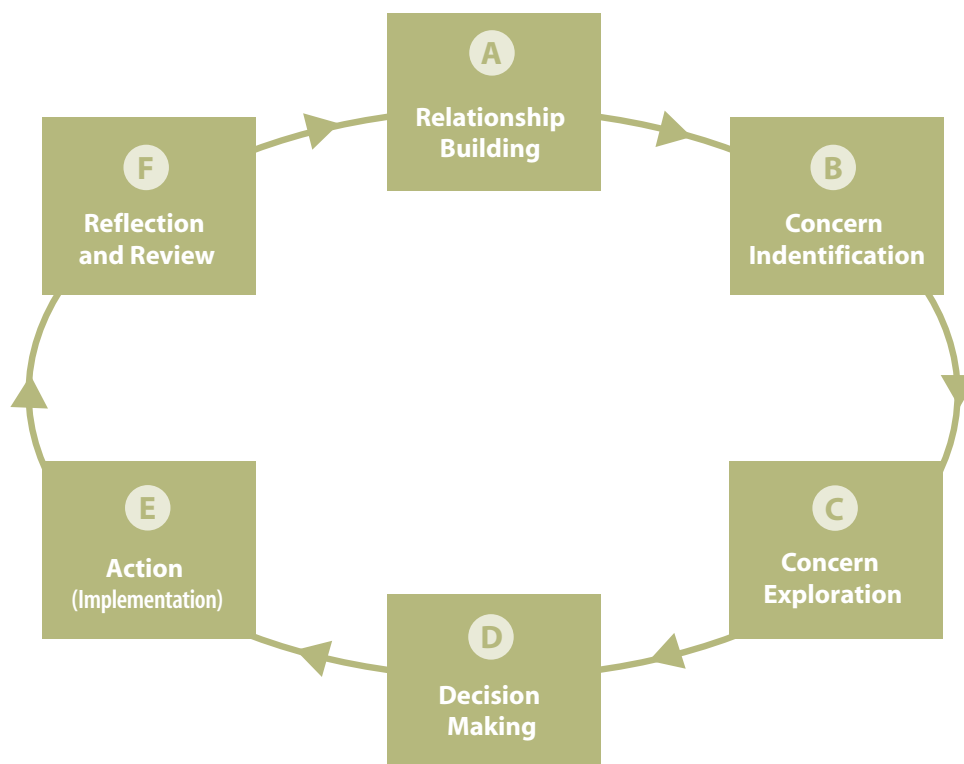 A
Relationship
Building
B
Concern
Indentification
C
Concern
Exploration
D
Decision
Making
E
Action
(Implementation)
F
Reflection
and Review